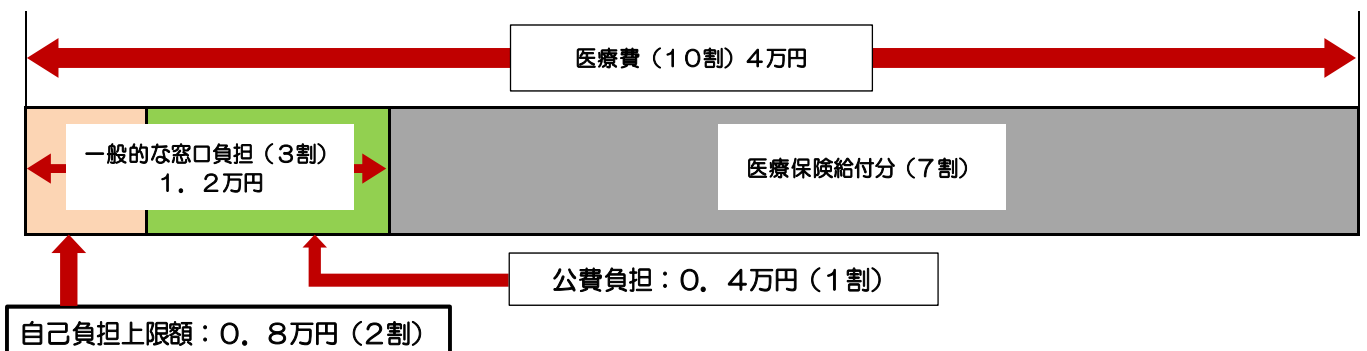 医療費（１０割）４万円
一般的な窓口負担（３割）
１．２万円
医療保険給付分（７割）
公費負担：０．４万円（１割）
自己負担上限額：０．８万円（２割）